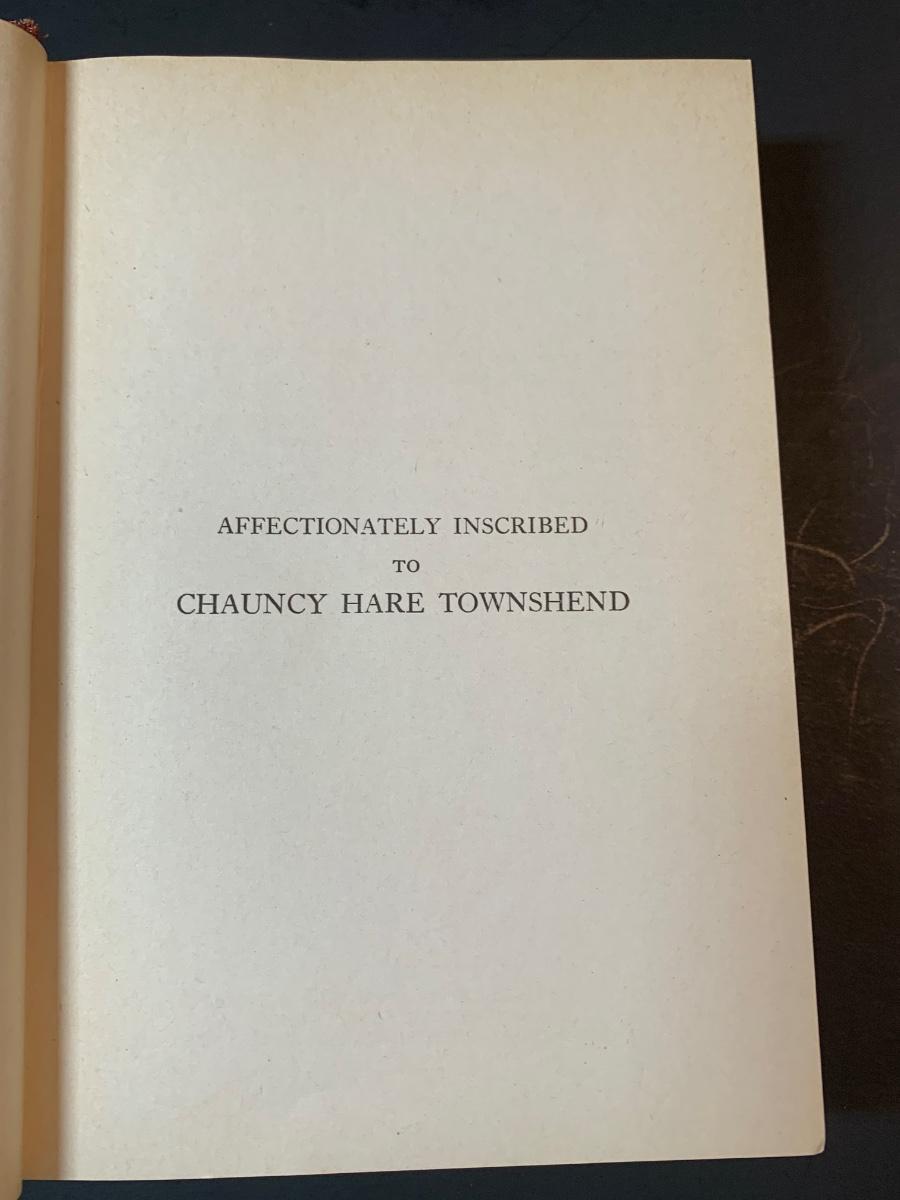 AFFECTIONATELY INSCRIBED
TO
CHAUNCY HARE TOWNSHEND